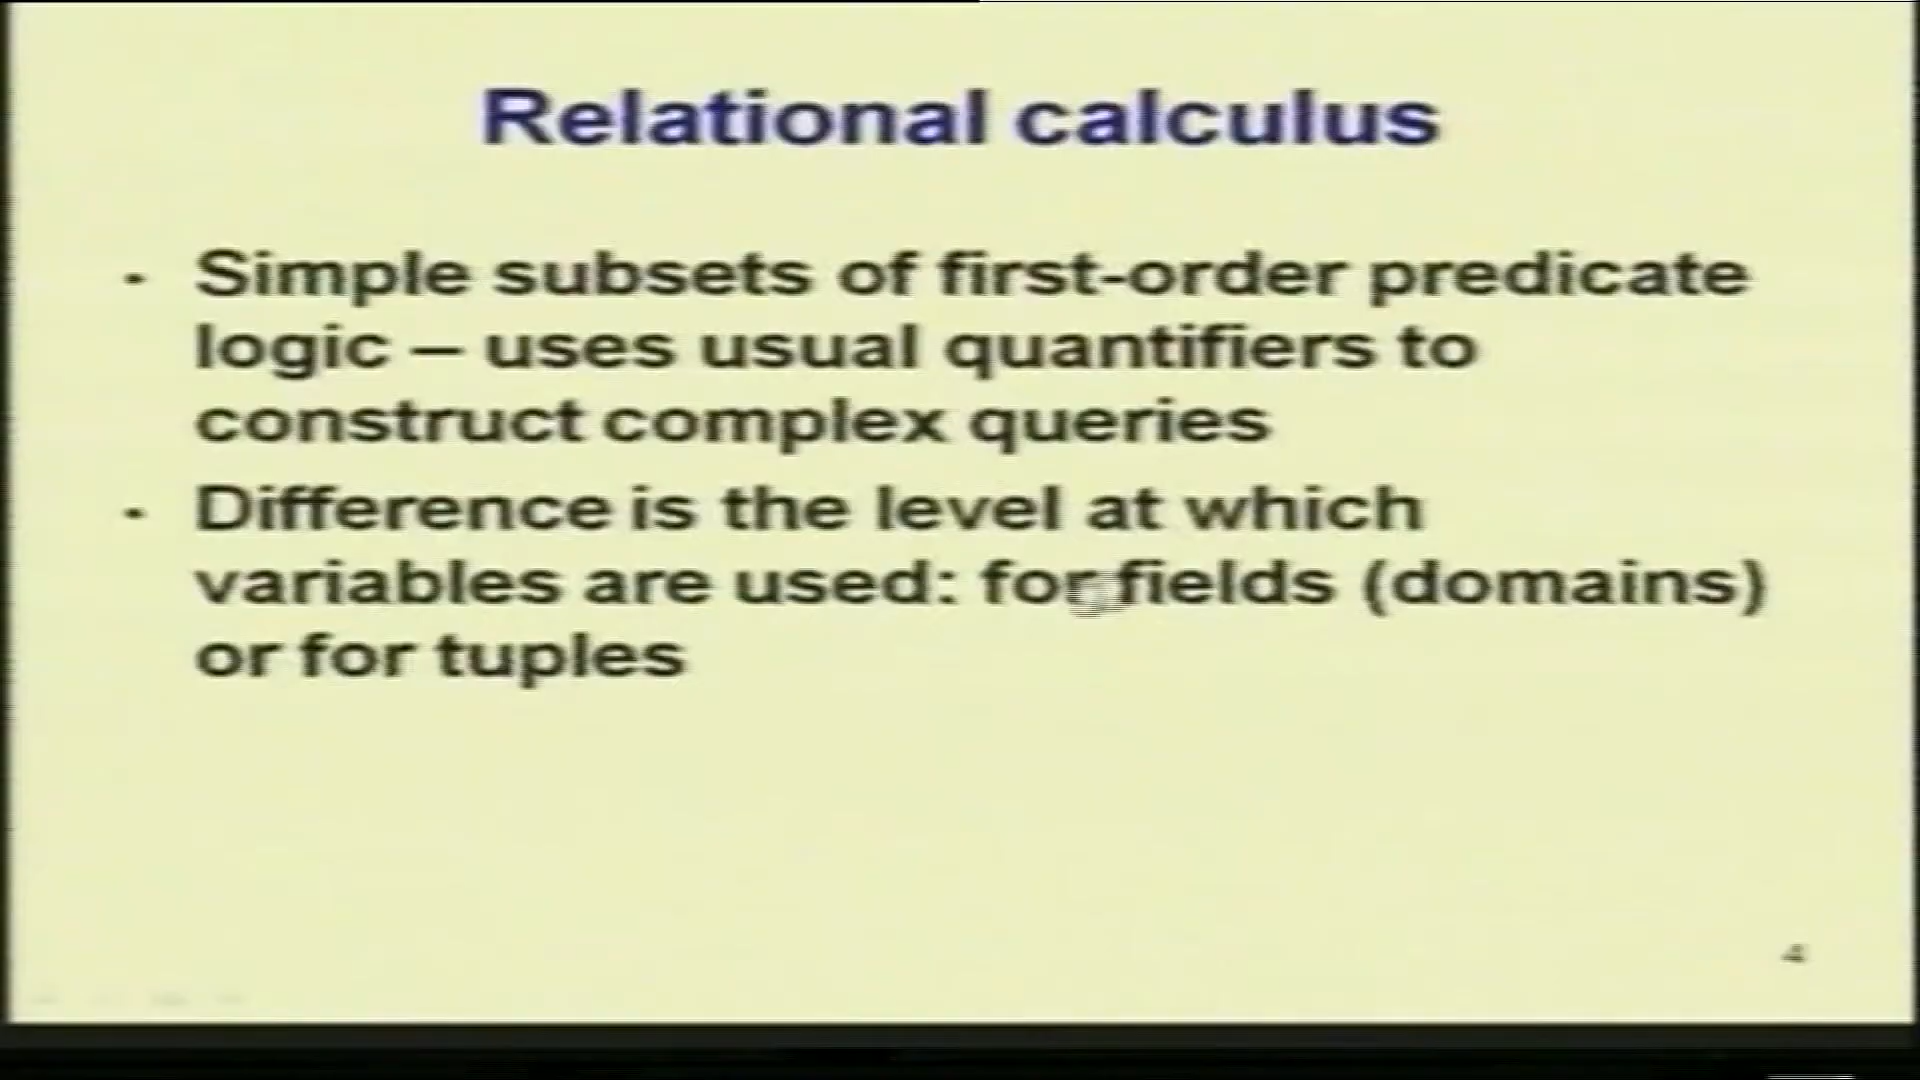 Relational calculus
- Simple subsets of first-order predicate
logic – uses usual quantifiers to
construct complex queries
- Difference is the level at which
variables are used: for fields (domains)
or for tuples
4